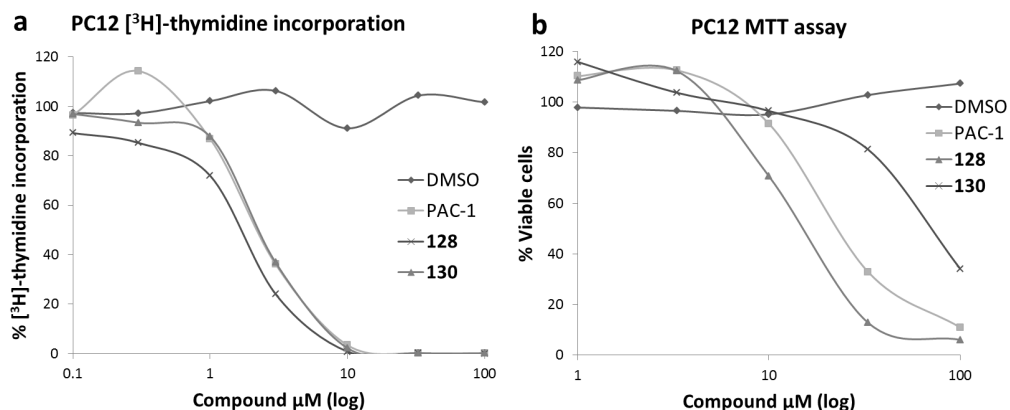 a PC12 [³H]-thymidine incorporation
% [³H]-thymidine incorporation
120
100
80
60
40
20
0
0.1 1 10 100
Compound µM (log)
DMSO
PAC-1
128
130
b PC12 MTT assay
% Viable cells
120
100
80
60
40
20
0
1 10 100
Compound µM (log)
DMSO
PAC-1
128
130